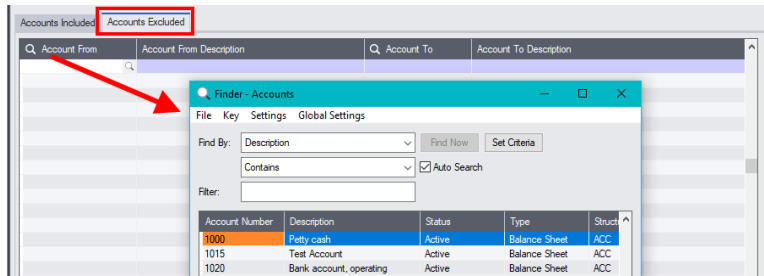 Accounts Included Accounts Excluded
Account From Account From Description Account To Account To Description
Finder - Accounts
File Key Settings Global Settings
Find By: Description Find Now Set Criteria
Contains Auto Search
Filter:
Account Number Description Status Type
1000 Petty cash Active Balance Sheet ACC
1015 Test Account Active Balance Sheet ACC
1020 Bank account, operating Active Balance Sheet ACC